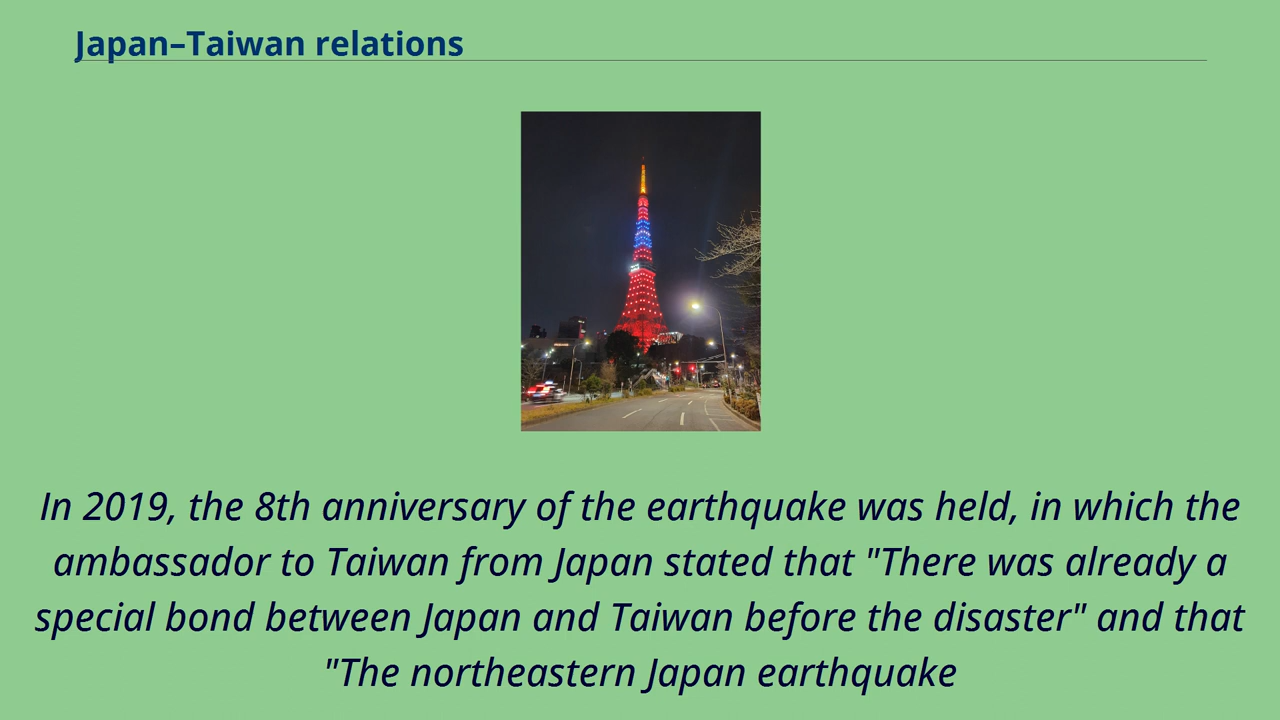 Japan–Taiwan relations
In 2019, the 8th anniversary of the earthquake was held, in which the
ambassador to Taiwan from Japan stated that "There was already a
special bond between Japan and Taiwan before the disaster" and that
"The northeastern Japan earthquake